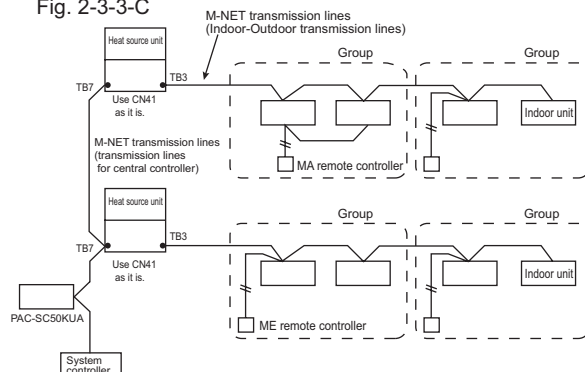 Fig. 2-3-3-C
M-NET transmission lines
(Indoor-Outdoor transmission lines)
Heat source unit
TB7
TB3
Use CN41
as it is.
Group
Group
Indoor unit
MA remote controller
M-NET transmission lines
(transmission lines
for central controller)
Heat source unit
TB7
TB3
Use CN41
as it is.
Group
Group
Indoor unit
ME remote controller
PAC-SC50KUA
System
controller